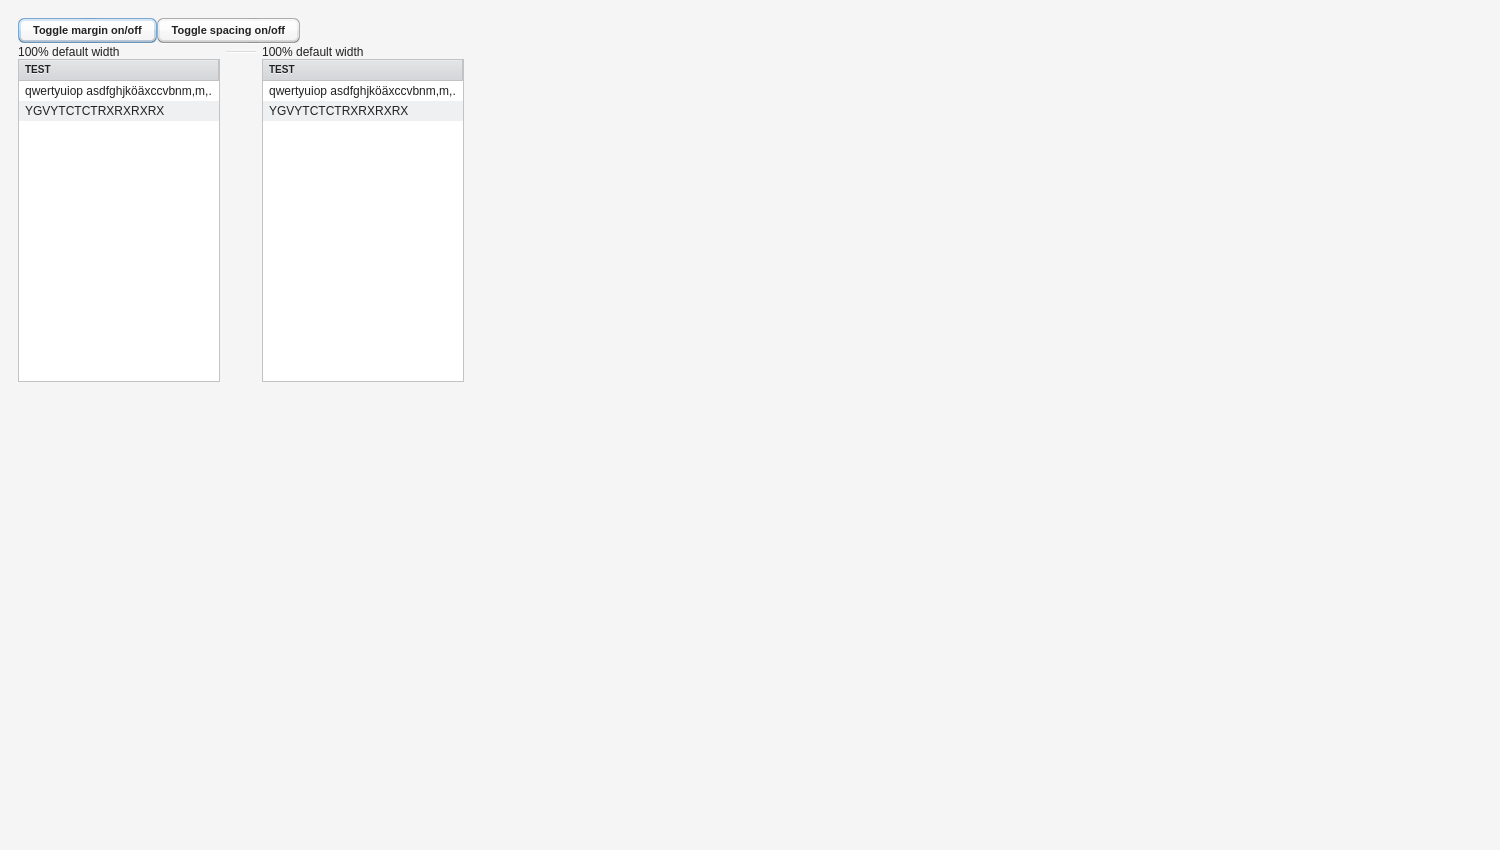 Toggle margin on/off Toggle spacing on/off
100% default width 100% default width
TEST TEST
qwertyuiop asdfghjköäxccvbnm,m,. qwertyuiop asdfghjköäxccvbnm,m,.
YGVYTCTCTRXRXRXRX YGVYTCTCTRXRXRXRX